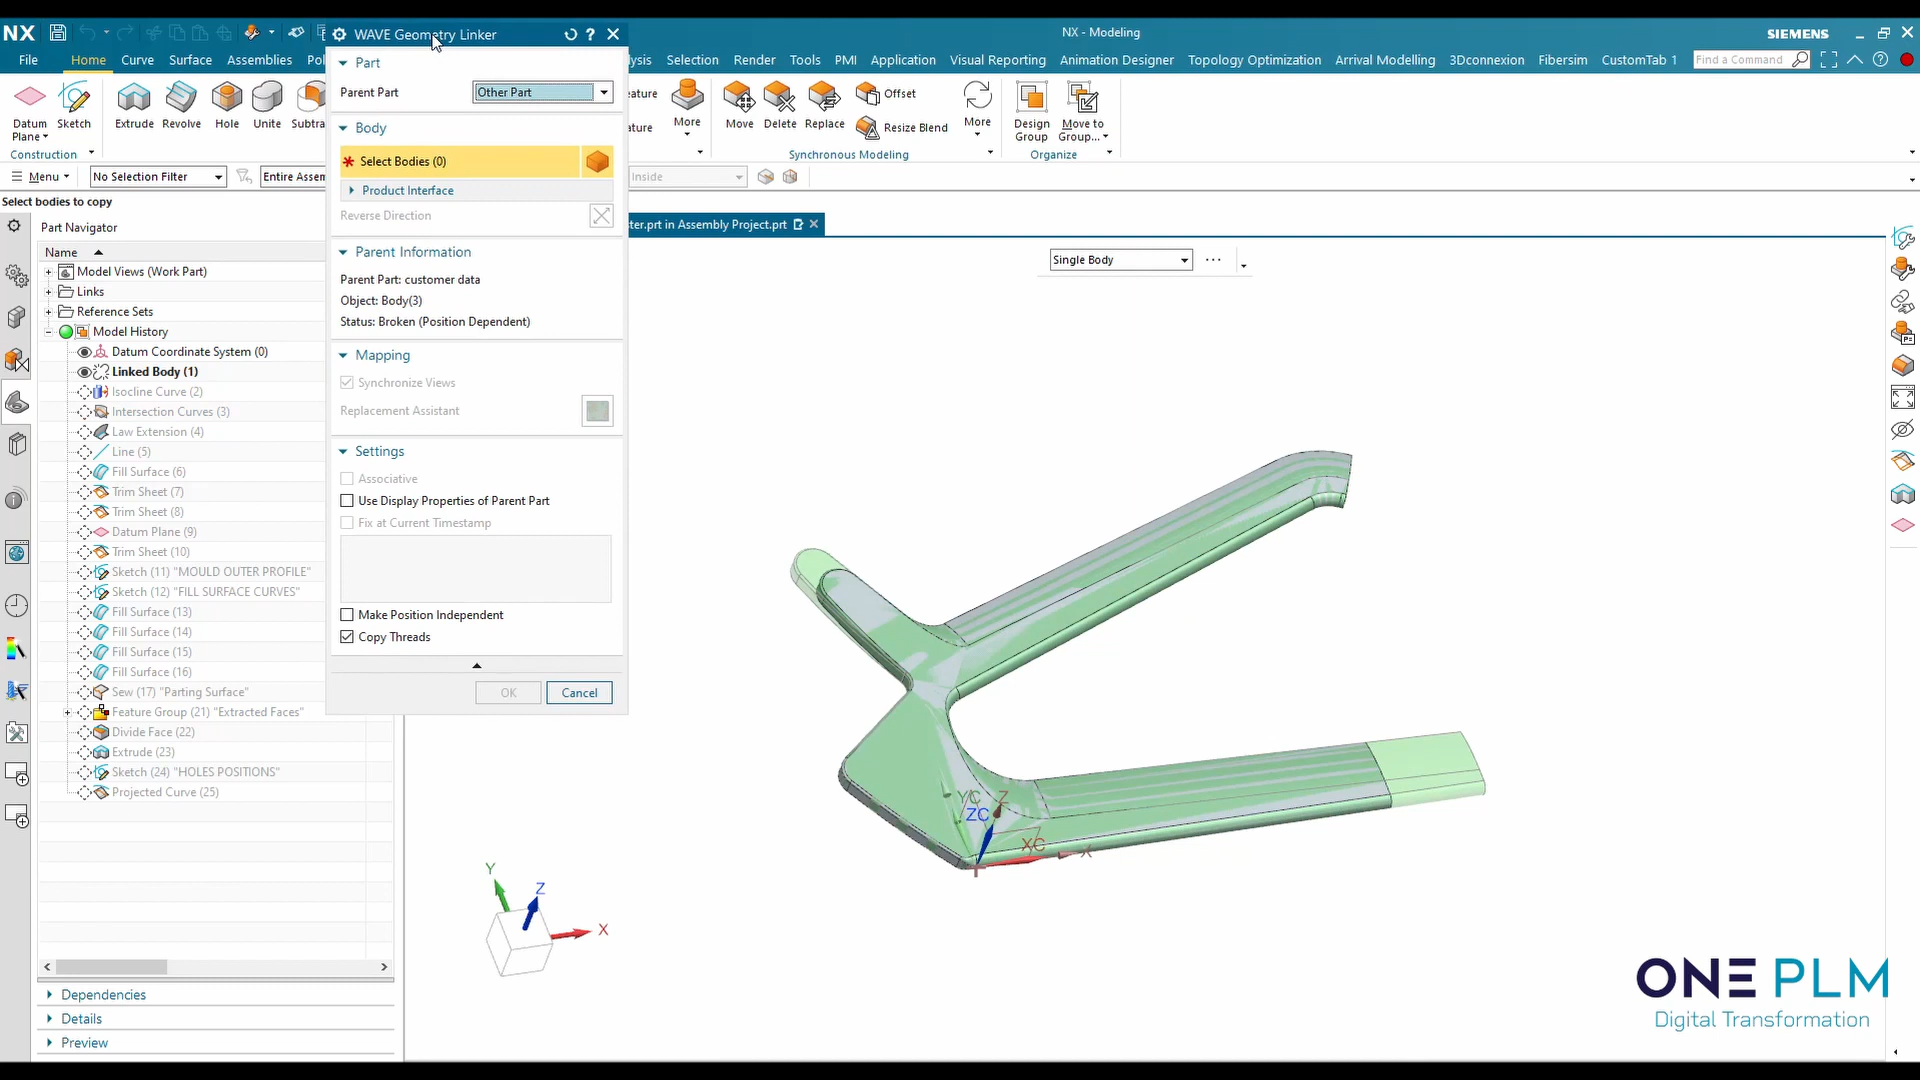 NX
WAVE Geometry Linker
?
NX - Modeling
SIEMENS
File
Home
Curve
Surface
Assemblies
Selection
Render
Tools
PMI
Application
Visual Reporting
Animation Designer
Topology Optimization
Arrival Modelling
3Dconnexion
Fibersim
CustomTab 1
Find a Command
Datum
Plane
Sketch
Extrude
Revolve
Hole
Unite
Subtra
ature
ature
More
Move
Delete
Replace
Offset
Resize Blend
More
Design
Group
Move to
Group...
Construction
Synchronous Modeling
Organize
Menu
No Selection Filter
Entire Assem
Inside
Select bodies to copy
ter.prt in Assembly Project.prt
Part Navigator
Name
Model Views (Work Part)
Links
Reference Sets
Model History
Datum Coordinate System (0)
Linked Body (1)
Isocline Curve (2)
Intersection Curves (3)
Law Extension (4)
Line (5)
Fill Surface (6)
Trim Sheet (7)
Trim Sheet (8)
Datum Plane (9)
Trim Sheet (10)
Sketch (11) "MOULD OUTER PROFILE"
Sketch (12) "FILL SURFACE CURVES"
Fill Surface (13)
Fill Surface (14)
Fill Surface (15)
Fill Surface (16)
Sew (17) "Parting Surface"
Feature Group (21) "Extracted Faces"
Divide Face (22)
Extrude (23)
Sketch (24) "HOLES POSITIONS"
Projected Curve (25)
Dependencies
Details
Preview
Part
Parent Part
Other Part
Body
* Select Bodies (0)
Product Interface
Reverse Direction
Parent Information
Parent Part: customer data
Object: Body(3)
Status: Broken (Position Dependent)
Mapping
Synchronize Views
Replacement Assistant
Settings
Associative
Use Display Properties of Parent Part
Fix at Current Timestamp
Make Position Independent
Copy Threads
OK
Cancel
Single Body
YC
Z
ZC
XC
X
Y
Z
X
ONE PLM
Digital Transformation